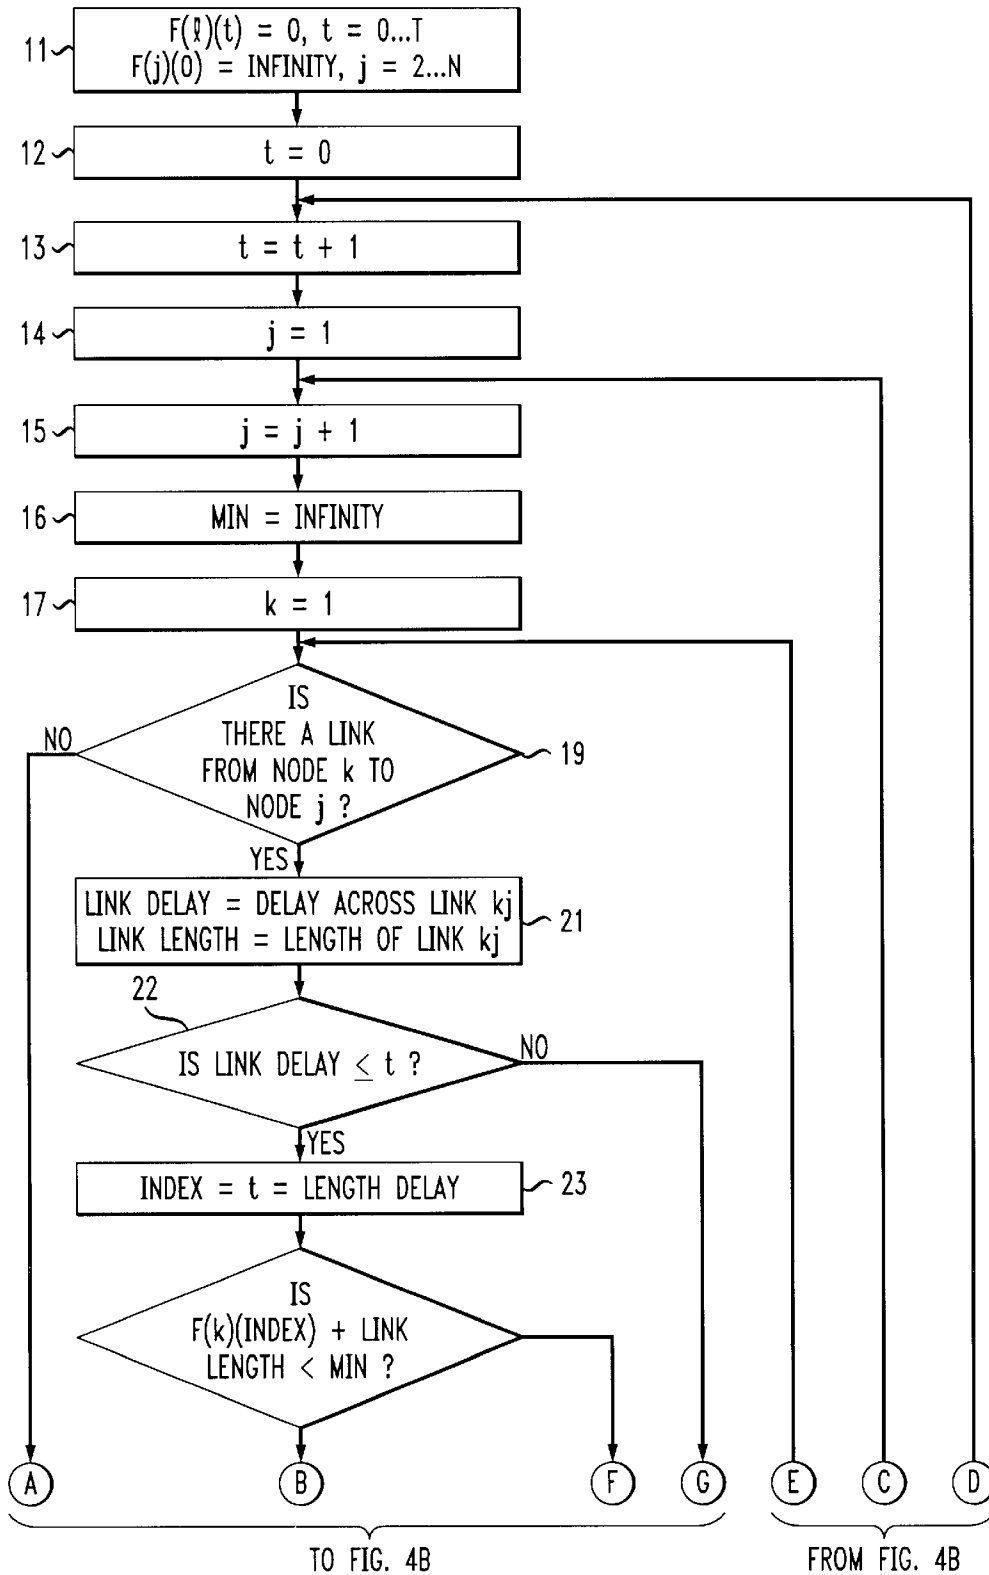 11
F(ℓ)(t) = 0, t = 0...T
F(j)(0) = INFINITY, j = 2...N
12
t = 0
13
t = t + 1
14
j = 1
15
j = j + 1
16
MIN = INFINITY
17
k = 1
IS
THERE A LINK
FROM NODE k TO
NODE j ?
NO
19
YES
LINK DELAY = DELAY ACROSS LINK kj
LINK LENGTH = LENGTH OF LINK kj
21
22
IS LINK DELAY ≤ t ?
NO
YES
INDEX = t = LENGTH DELAY
23
IS
F(k)(INDEX) + LINK
LENGTH < MIN ?
A
B
F
G
E
C
D
TO FIG. 4B
FROM FIG. 4B